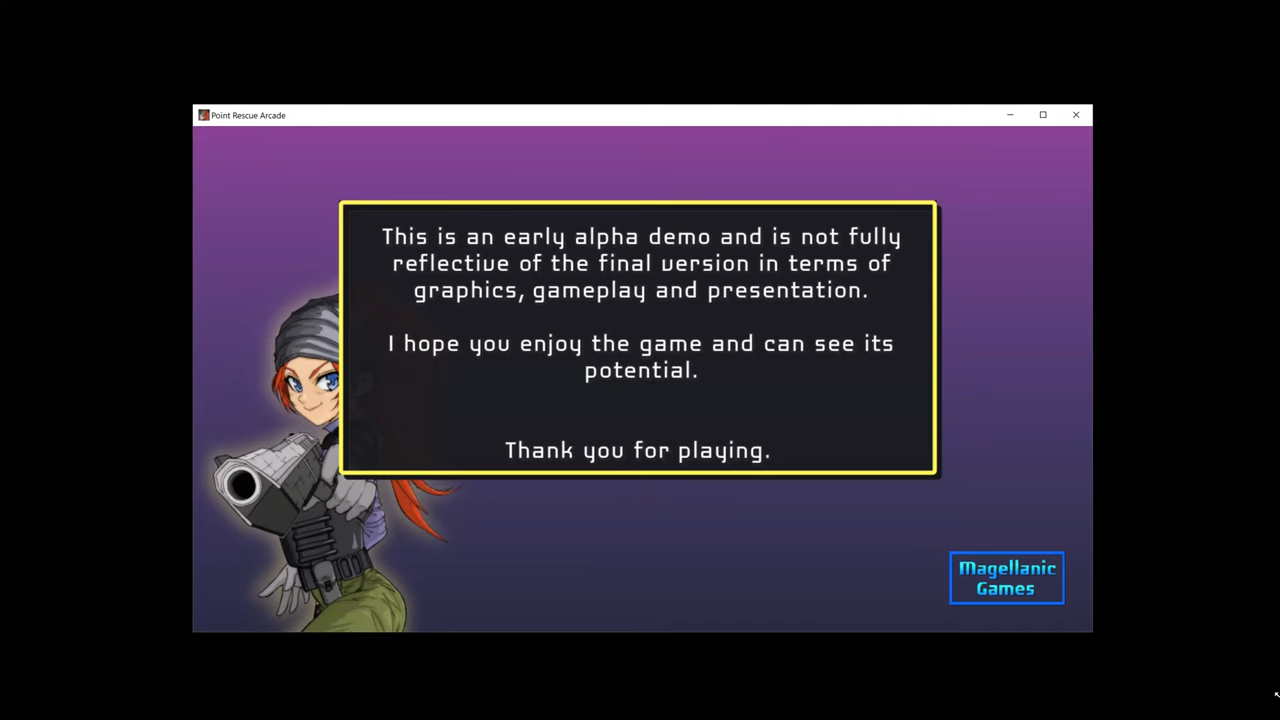 Point Rescue Arcade
This is an early alpha demo and is not fully
reflective of the final version in terms of
graphics, gameplay and presentation.
I hope you enjoy the game and can see its
potential.
Thank you for playing.
Magellanic
Games